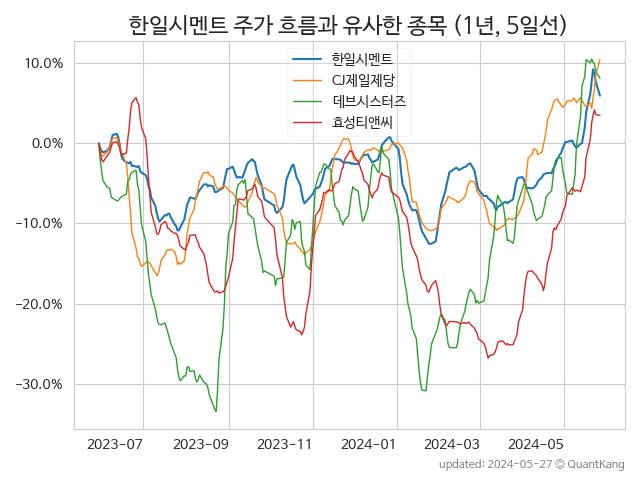 한일시멘트 주가 흐름과 유사한 종목 (1년, 5일선)
한일시멘트
CJ제일제당
데브시스터즈
효성티앤씨
10.0%
0.0%
−10.0%
−20.0%
−30.0%
2023-07 2023-09 2023-11 2024-01 2024-03 2024-05
updated: 2024-05-27 © QuantKang